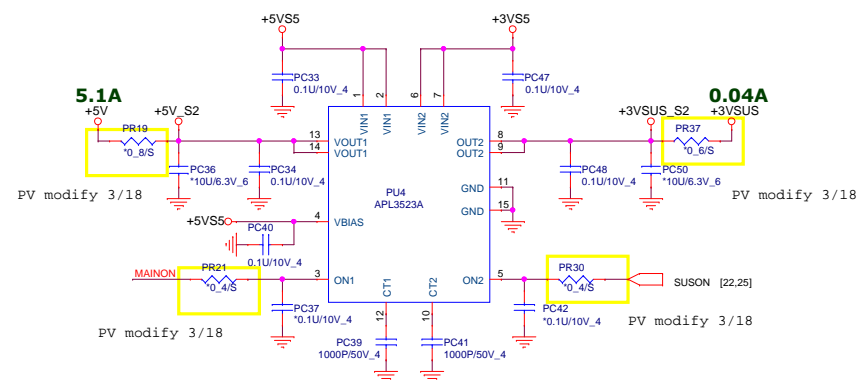 +5VS5
+3VS5
PC33
0.1U/10V_4
PC47
0.1U/10V_4
5.1A
0.04A
+5V
+5V_S2
+3VSUS_S2
+3VSUS
1
2
6
7
VIN1
VIN1
VIN2
VIN2
PR19
*0_8/S
PR37
*0_6/S
13
VOUT1
14
VOUT1
8
OUT2
9
OUT2
PC36
*10U/6.3V_6
PC34
0.1U/10V_4
PC48
0.1U/10V_4
PC50
*10U/6.3V_6
PV modify 3/18
PV modify 3/18
PU4
APL3523A
11
GND
15
GND
+5VS5
4
VBIAS
PC40
0.1U/10V_4
MAINON
PR21
*0_4/S
3
ON1
5
ON2
PR30
*0_4/S
SUSON [22,25]
CT1
CT2
PC37
*0.1U/10V_4
PC42
*0.1U/10V_4
12
10
PV modify 3/18
PV modify 3/18
PC39
1000P/50V_4
PC41
1000P/50V_4